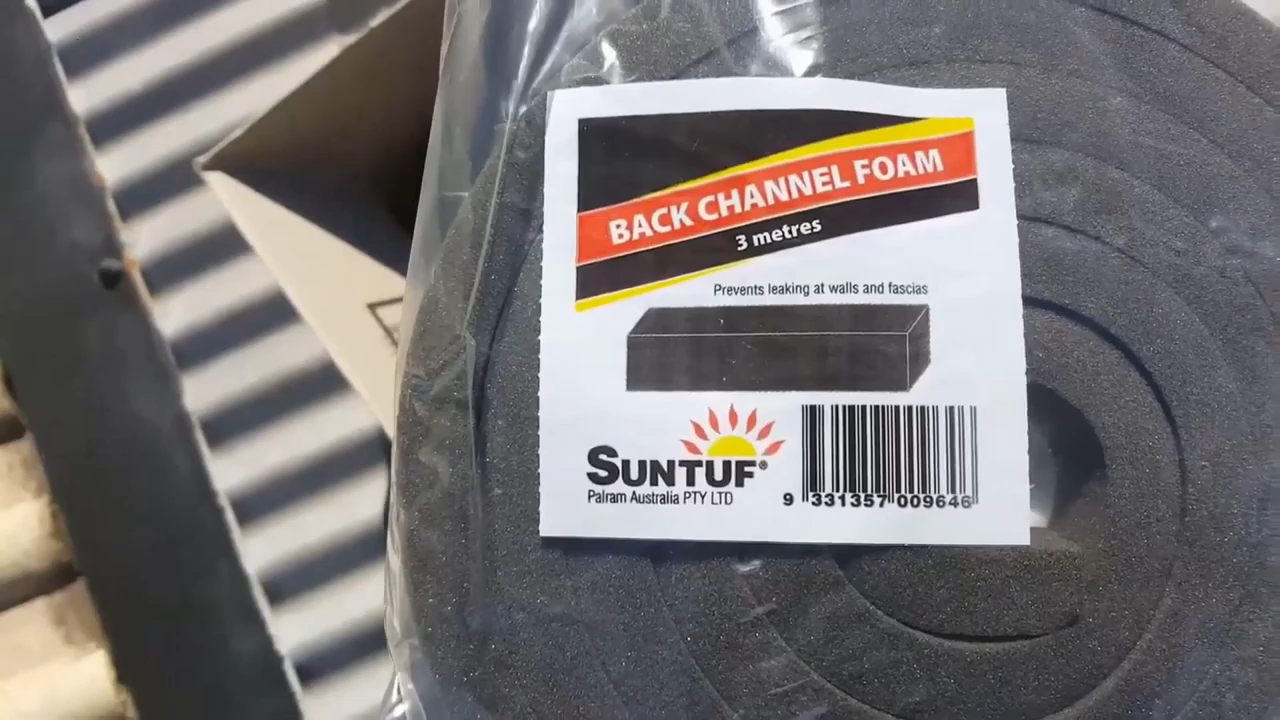 BACK CHANNEL FOAM
3 metres
Prevents leaking at walls and fascias
SUNTUF®
Palram Australia PTY LTD
9 331357 009646